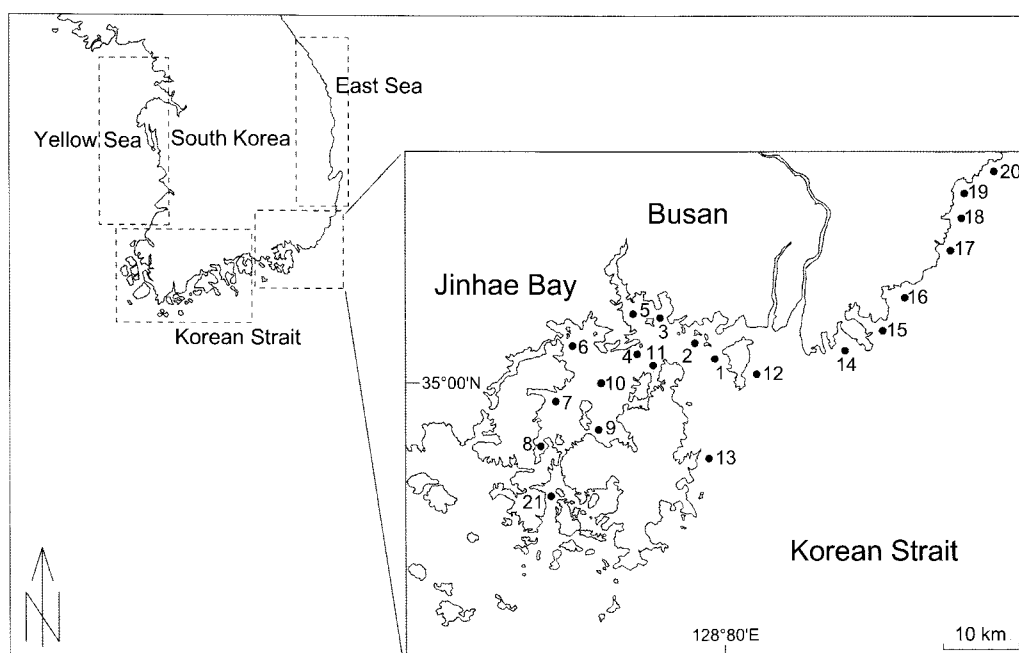 East Sea
Yellow Sea
South Korea
Korean Strait
N
Busan
Jinhae Bay
Korean Strait
35°00'N
128°80'E
10 km
20
19
18
17
16
15
14
5
3
2
6
4
11
1
12
10
7
9
8
13
21